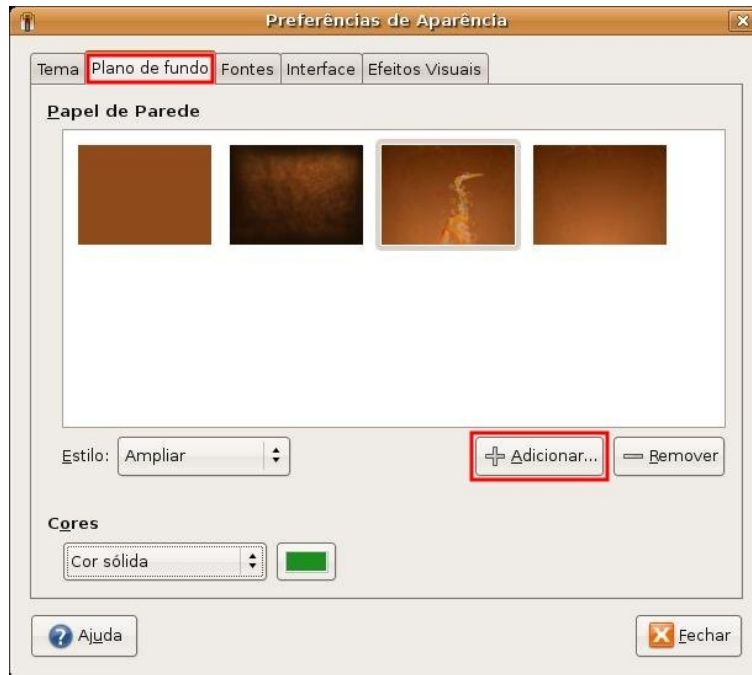 Preferências de Aparência
Tema Plano de fundo Fontes Interface Efeitos Visuais
Papel de Parede
Estilo: Ampliar Adicionar... Remover
Cores
Cor sólida
Ajuda Fechar